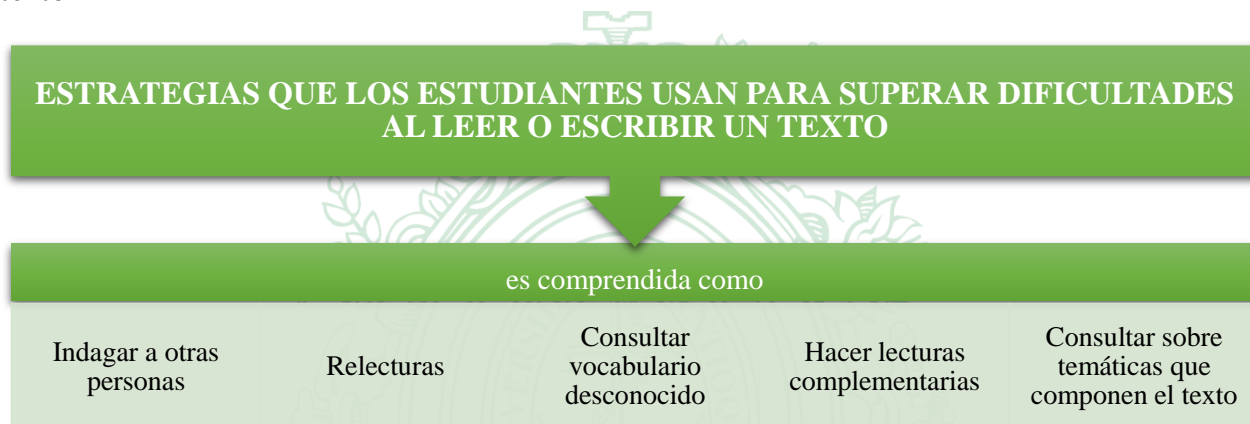 ESTRATEGIAS QUE LOS ESTUDIANTES USAN PARA SUPERAR DIFICULTADES
AL LEER O ESCRIBIR UN TEXTO
es comprendida como
Indagar a otras
personas
Relecturas
Consultar
vocabulario
desconocido
Hacer lecturas
complementarias
Consultar sobre
temáticas que
componen el texto